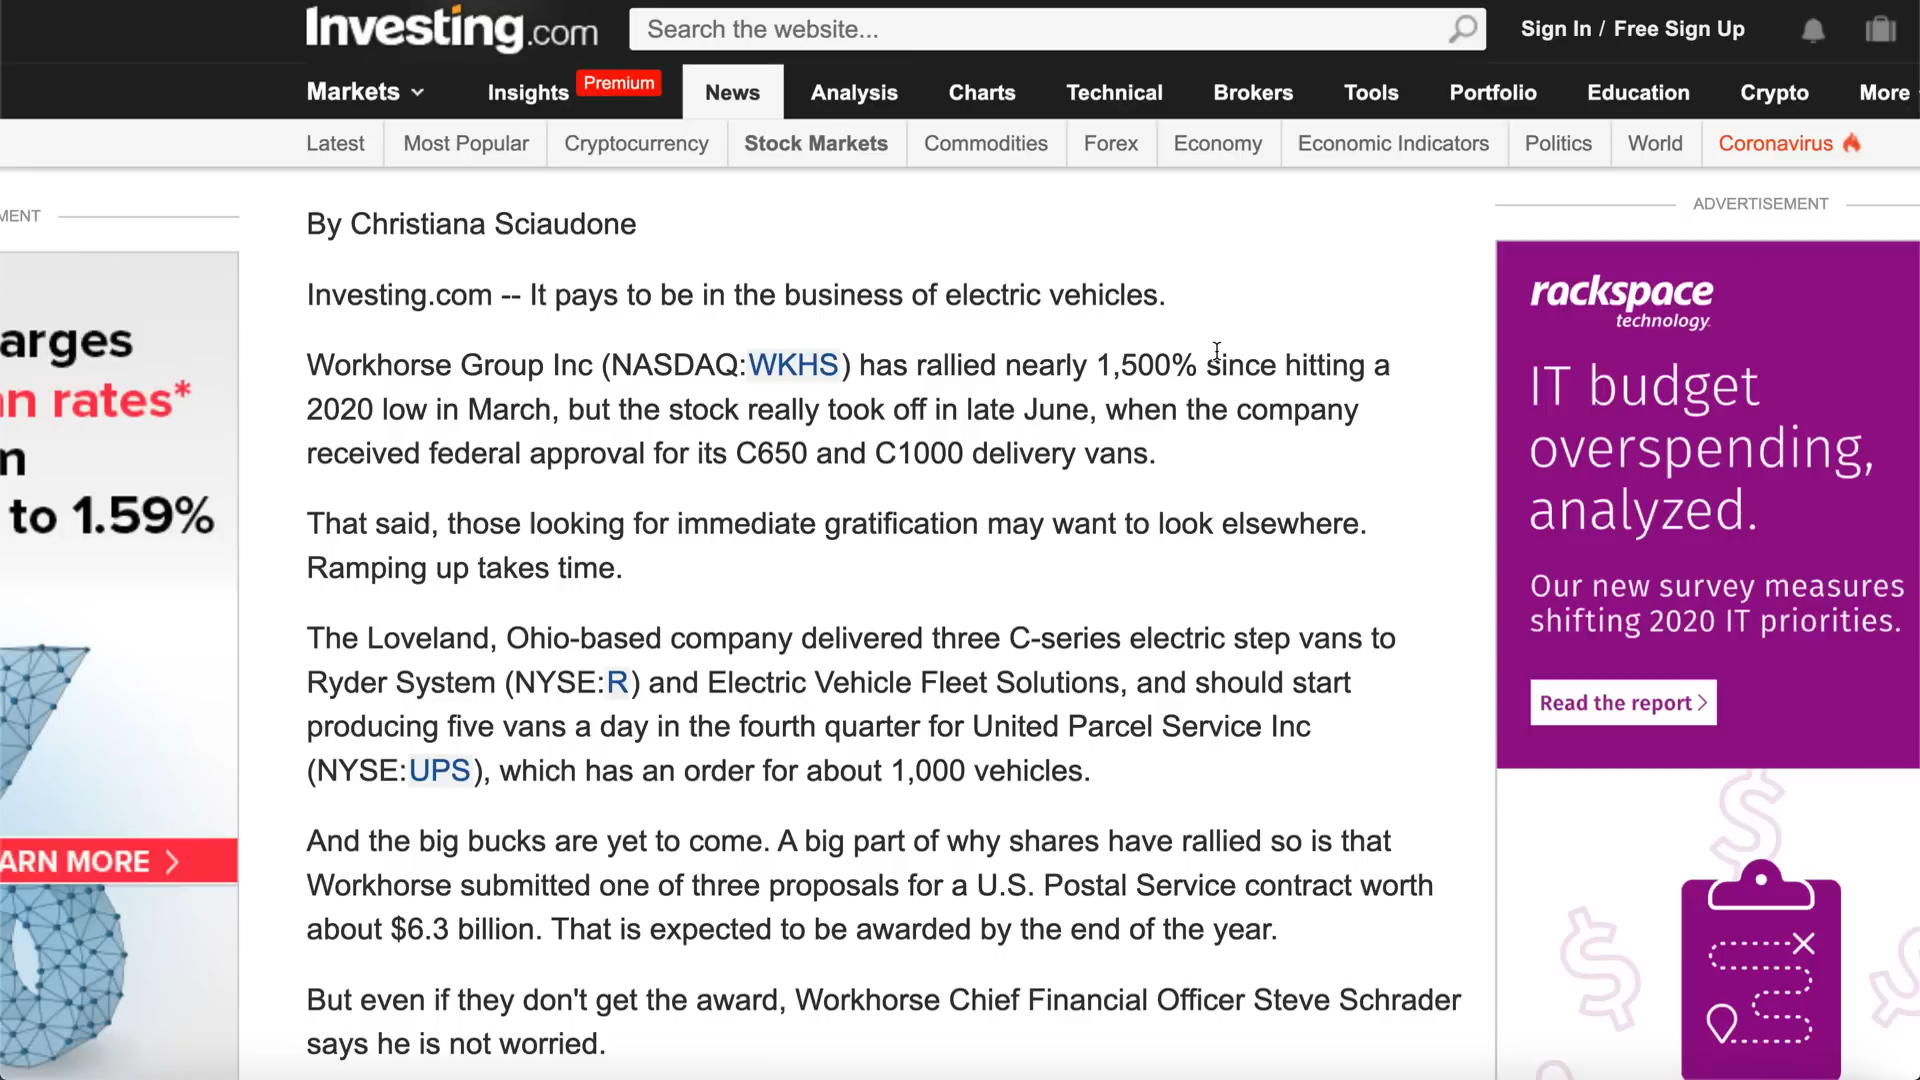 Investing.com
Search the website...
Sign In / Free Sign Up
Markets
Insights
Premium
News
Analysis
Charts
Technical
Brokers
Tools
Portfolio
Education
Crypto
More
Latest
Most Popular
Cryptocurrency
Stock Markets
Commodities
Forex
Economy
Economic Indicators
Politics
World
Coronavirus
MENT
arges
n rates*
n
to 1.59%
ARN MORE >
By Christiana Sciaudone
Investing.com -- It pays to be in the business of electric vehicles.
Workhorse Group Inc (NASDAQ:WKHS) has rallied nearly 1,500% since hitting a
2020 low in March, but the stock really took off in late June, when the company
received federal approval for its C650 and C1000 delivery vans.
That said, those looking for immediate gratification may want to look elsewhere.
Ramping up takes time.
The Loveland, Ohio-based company delivered three C-series electric step vans to
Ryder System (NYSE:R) and Electric Vehicle Fleet Solutions, and should start
producing five vans a day in the fourth quarter for United Parcel Service Inc
(NYSE:UPS), which has an order for about 1,000 vehicles.
And the big bucks are yet to come. A big part of why shares have rallied so is that
Workhorse submitted one of three proposals for a U.S. Postal Service contract worth
about $6.3 billion. That is expected to be awarded by the end of the year.
But even if they don't get the award, Workhorse Chief Financial Officer Steve Schrader
says he is not worried.
ADVERTISEMENT
rackspace
technology
IT budget
overspending,
analyzed.
Our new survey measures
shifting 2020 IT priorities.
Read the report >